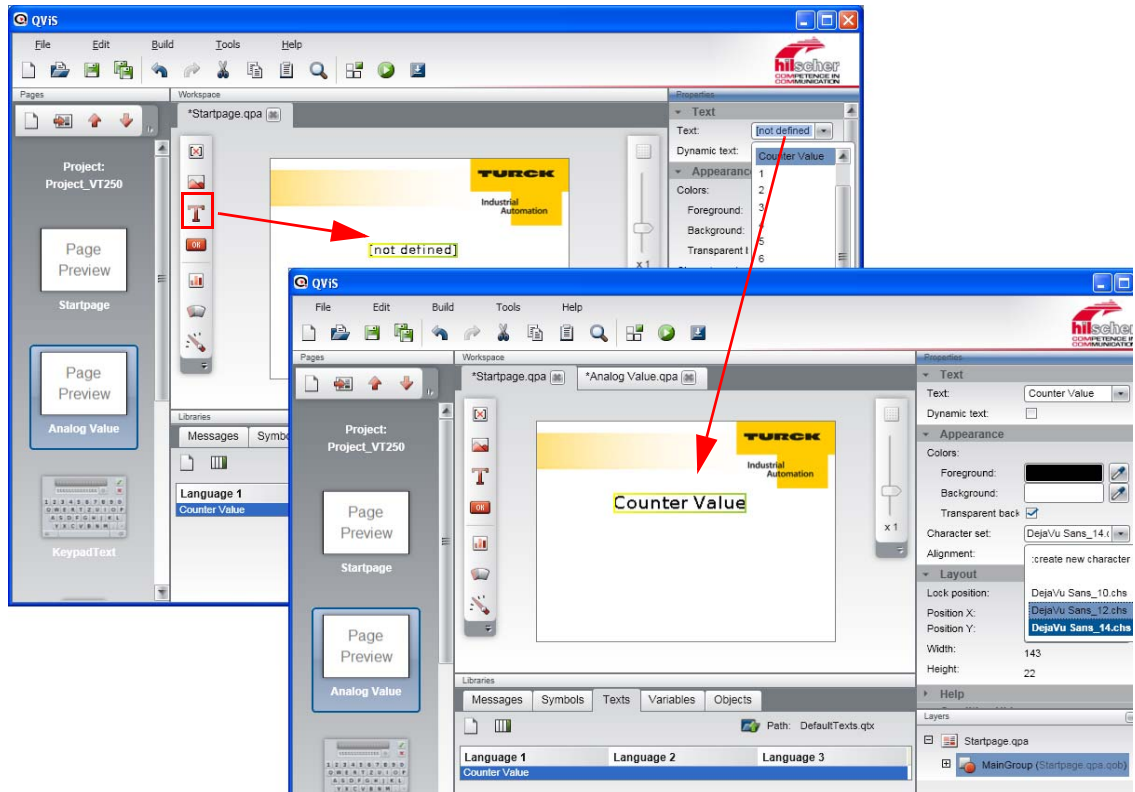 QViS
File Edit Build Tools Help
hilscher
COMPETENCE IN
COMMUNICATION
Pages
Workspace
Properties
*Startpage.qpa
Text
Text: [not defined
Dynamic text:
Counter Value
1
2
3
5
6
Appearanc
Colors:
Foreground:
Background:
Transparent b
Project:
Project_VT250
Page
Preview
Startpage
Page
Preview
Analog Value
KeypadText
T
OK
TURCK
Industrial
Automation
[not defined]
x 1
Libraries
Messages Symbo
Language 1
Counter Value
QViS
File Edit Build Tools Help
hilscher
COMPETENCE IN
COMMUNICATION
Pages
Workspace
Properties
*Startpage.qpa *Analog Value.qpa
Project:
Project_VT250
Page
Preview
Startpage
Page
Preview
Analog Value
T
OK
TURCK
Industrial
Automation
Counter Value
x 1
Text
Text: Counter Value
Dynamic text:
Appearance
Colors:
Foreground:
Background:
Transparent back
Character set: DejaVu Sans_14.(
Alignment:
:create new character
Layout
Lock position:
DejaVu Sans_10.chs
Position X:
DejaVu Sans_12.chs
Position Y:
DejaVu Sans_14.chs
Width: 143
Height: 22
Help
Layers
Startpage.qpa
MainGroup (Startpage.qpa.qob)
Libraries
Messages Symbols Texts Variables Objects
Path: DefaultTexts.qtx
Language 1 Language 2 Language 3
Counter Value